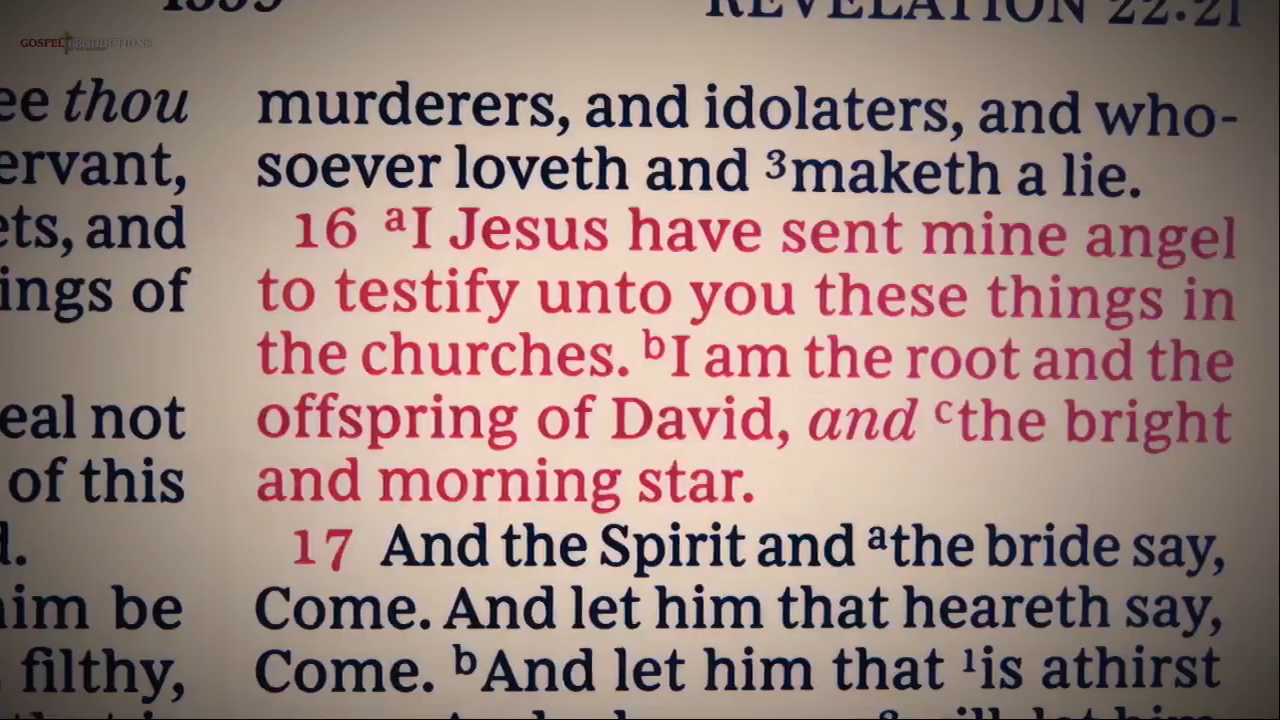 1399
REVELATION 22:21
GOSPEL PRODUCTIONS
ee thou
ervant,
ets, and
ings of
eal not
of this
d.
him be
filthy,
murderers, and idolaters, and who-
soever loveth and ³maketh a lie.
16 ᵃI Jesus have sent mine angel
to testify unto you these things in
the churches. ᵇI am the root and the
offspring of David, and ᶜthe bright
and morning star.
17 And the Spirit and ᵃthe bride say,
Come. And let him that heareth say,
Come. ᵇAnd let him that ¹is athirst